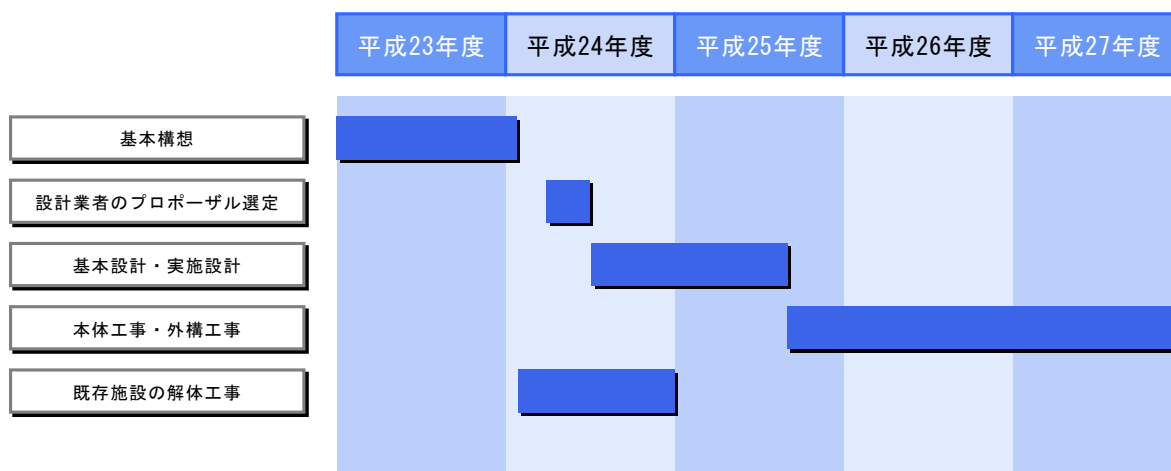 平成23年度
平成24年度
平成25年度
平成26年度
平成27年度
基本構想
設計業者のプロポーザル選定
基本設計・実施設計
本体工事・外構工事
既存施設の解体工事